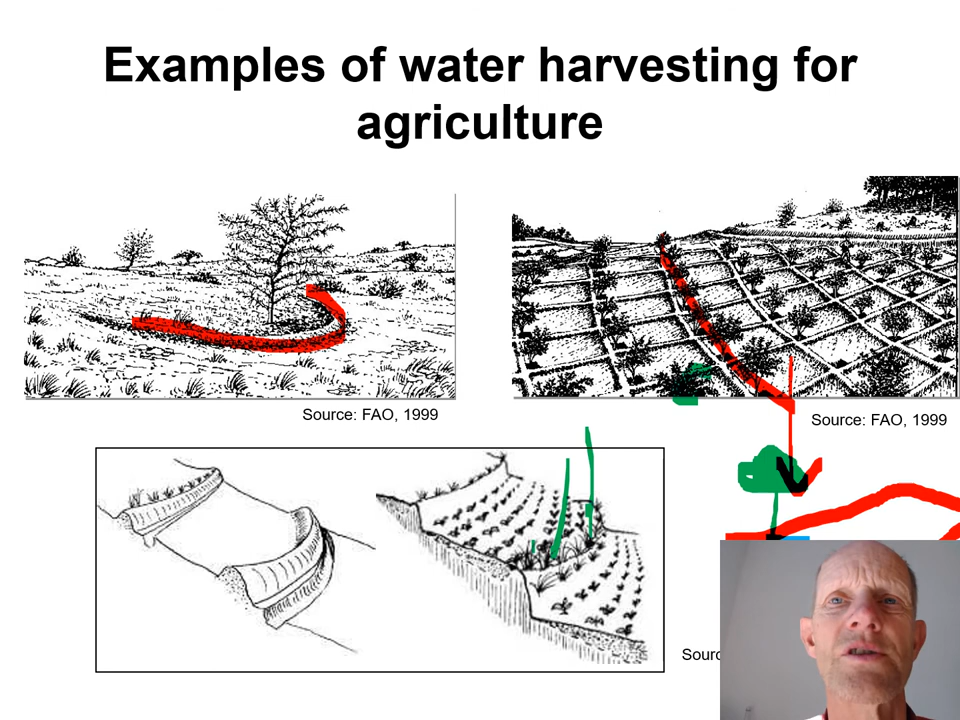 Examples of water harvesting for
agriculture
Source: FAO, 1999
Source: FAO, 1999